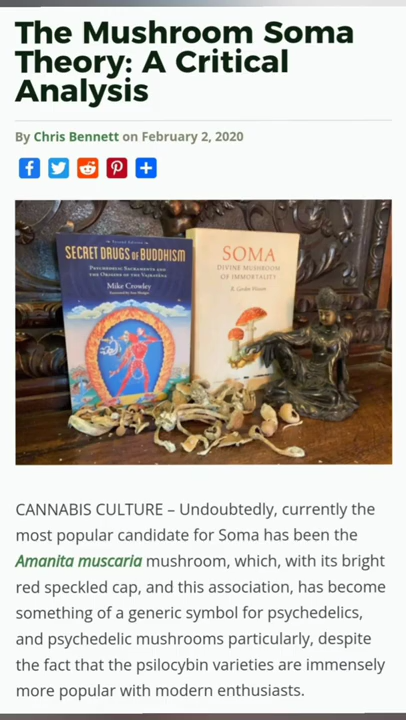 The Mushroom Soma
Theory: A Critical
Analysis
By Chris Bennett on February 2, 2020
Second Edition
SECRET DRUGS OF BUDDHISM
PSYCHEDELIC SACRAMENTS AND
THE ORIGINS OF THE VAJRAYĀNA
Mike Crowley
SOMA
DIVINE MUSHROOM
OF IMMORTALITY
R. Gordon Wasson
CANNABIS CULTURE – Undoubtedly, currently the
most popular candidate for Soma has been the
Amanita muscaria mushroom, which, with its bright
red speckled cap, and this association, has become
something of a generic symbol for psychedelics,
and psychedelic mushrooms particularly, despite
the fact that the psilocybin varieties are immensely
more popular with modern enthusiasts.